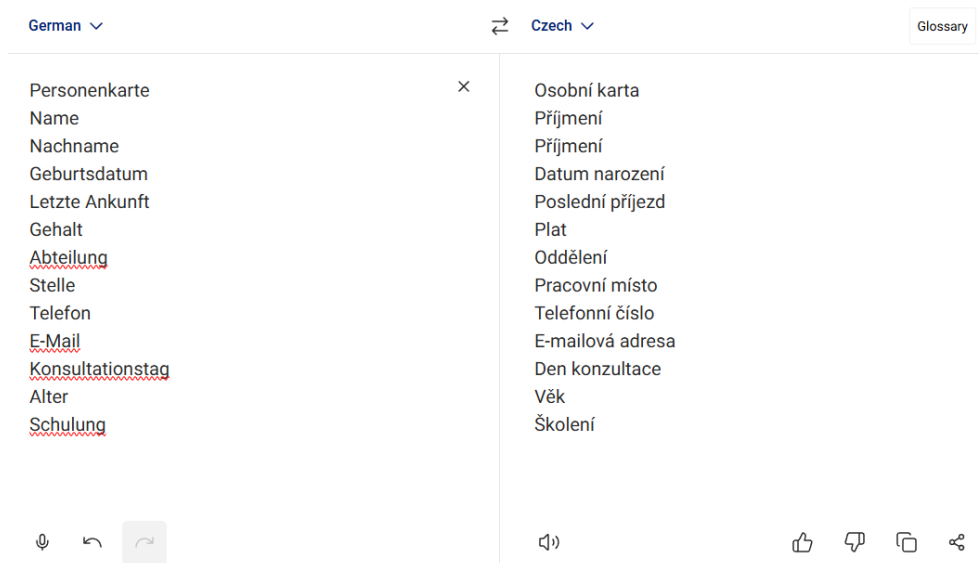 German
Czech
Glossary
Personenkarte
Name
Nachname
Geburtsdatum
Letzte Ankunft
Gehalt
Abteilung
Stelle
Telefon
E-Mail
Konsultationstag
Alter
Schulung
Osobní karta
Příjmení
Příjmení
Datum narození
Poslední příjezd
Plat
Oddělení
Pracovní místo
Telefonní číslo
E-mailová adresa
Den konzultace
Věk
Školení